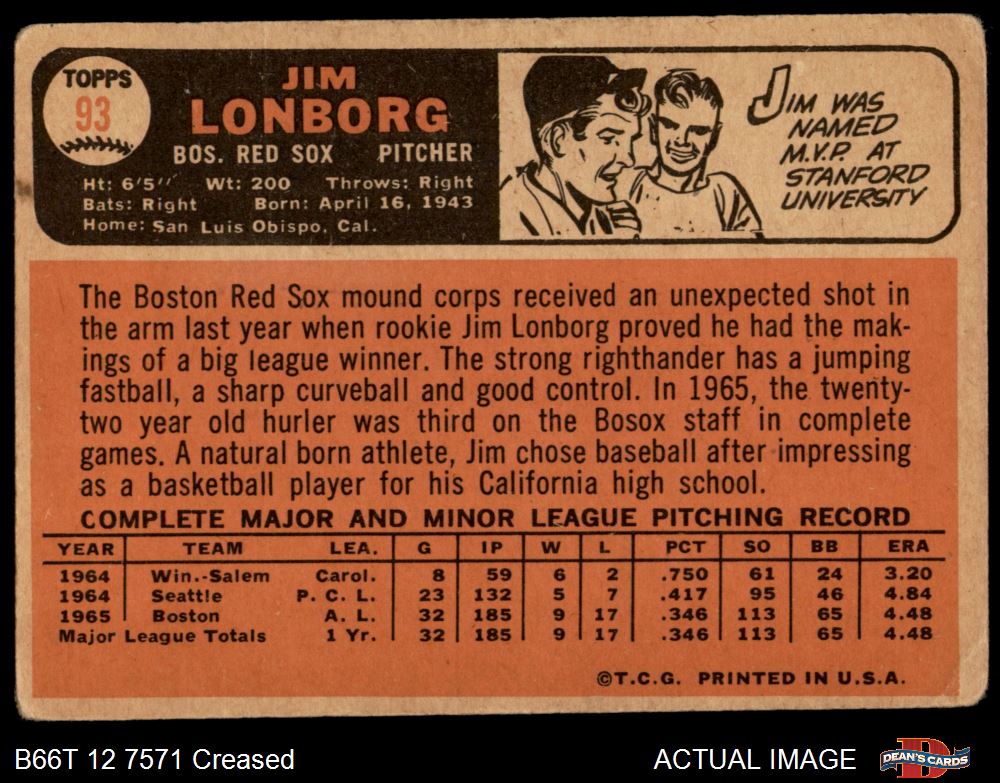 TOPPS
93
JIM
LONBORG
BOS. RED SOX PITCHER
Ht: 6'5" Wt: 200 Throws: Right
Bats: Right Born: April 16, 1943
Home: San Luis Obispo, Cal.
JIM WAS
NAMED
M.V.P. AT
STANFORD
UNIVERSITY
The Boston Red Sox mound corps received an unexpected shot in
the arm last year when rookie Jim Lonborg proved he had the mak-
ings of a big league winner. The strong righthander has a jumping
fastball, a sharp curveball and good control. In 1965, the twenty-
two year old hurler was third on the Bosox staff in complete
games. A natural born athlete, Jim chose baseball after impressing
as a basketball player for his California high school.
COMPLETE MAJOR AND MINOR LEAGUE PITCHING RECORD
YEAR TEAM LEA. G IP W L PCT SO BB ERA
1964 Win.-Salem Carol. 8 59 6 2 .750 61 24 3.20
1964 Seattle P. C. L. 23 132 5 7 .417 95 46 4.84
1965 Boston A. L. 32 185 9 17 .346 113 65 4.48
Major League Totals 1 Yr. 32 185 9 17 .346 113 65 4.48
©T.C.G. PRINTED IN U.S.A.
B66T 12 7571 Creased
ACTUAL IMAGE
DEAN'S CARDS